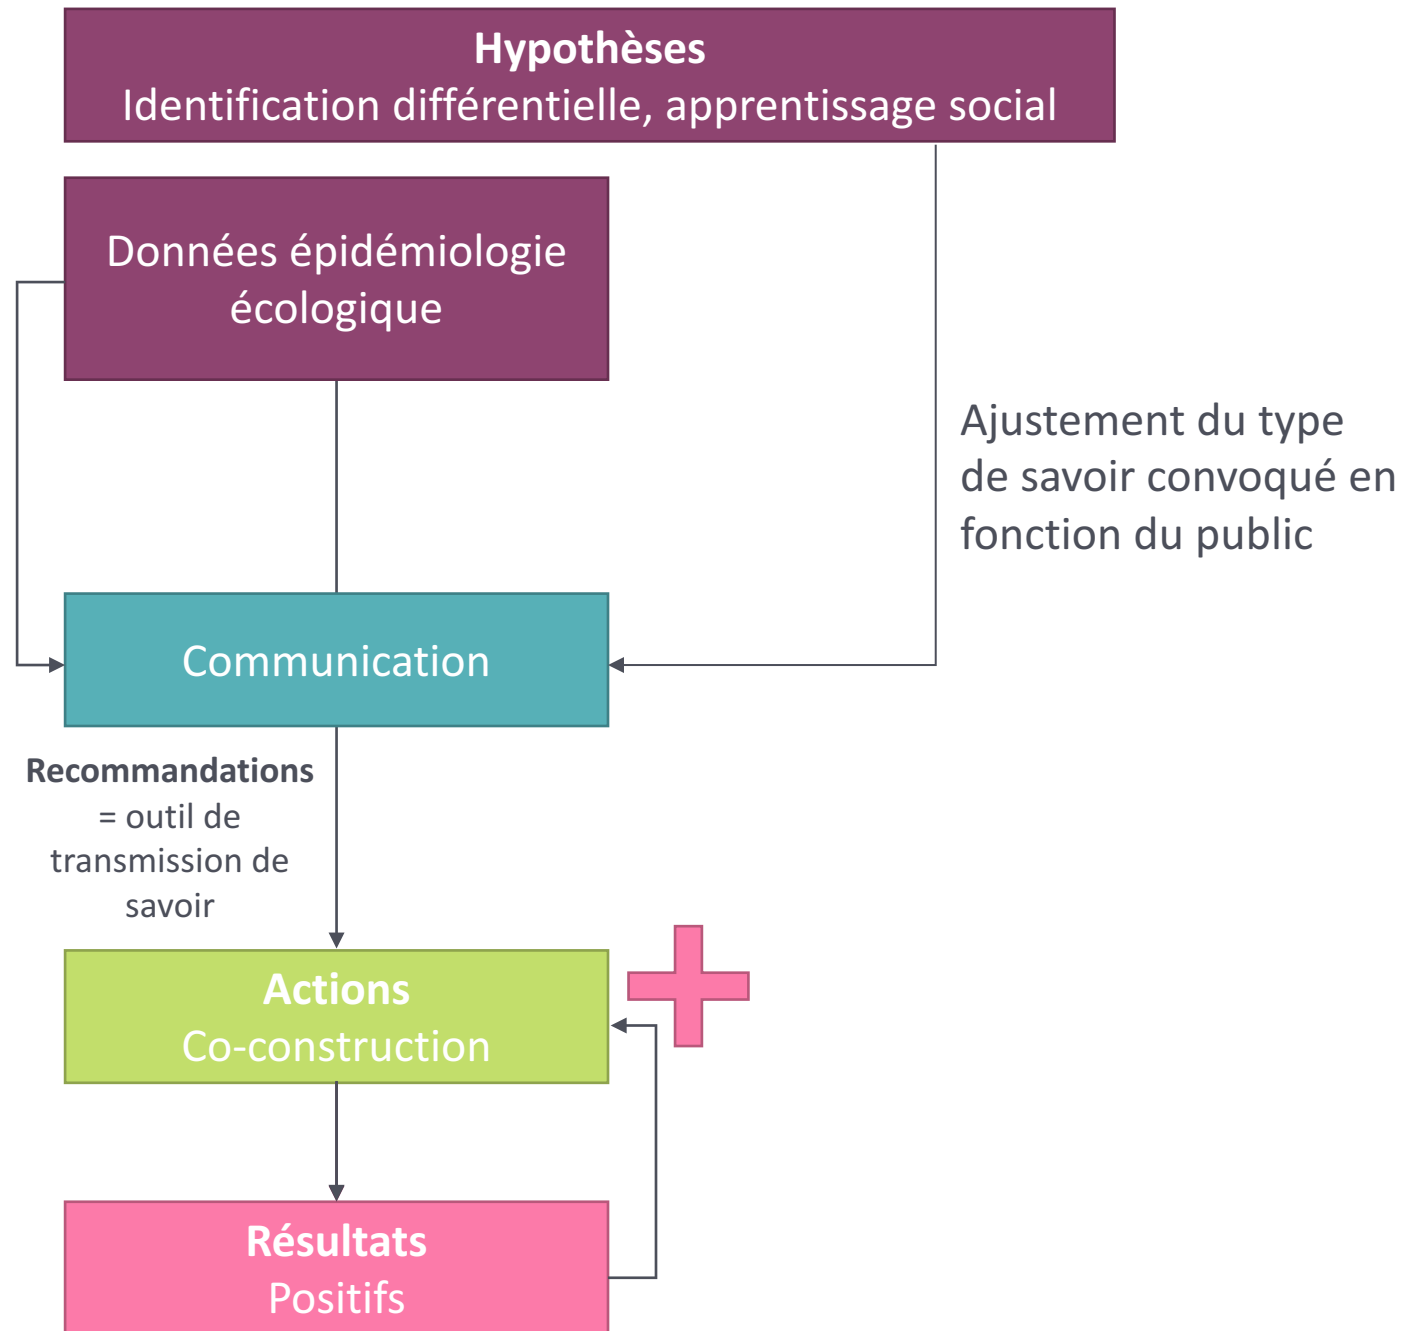 Hypothèses
Identification différentielle, apprentissage social
Données épidémiologie
écologique
Ajustement du type
de savoir convoqué en
fonction du public
Communication
Recommandations
= outil de
transmission de
savoir
Actions
Co-construction
Résultats
Positifs